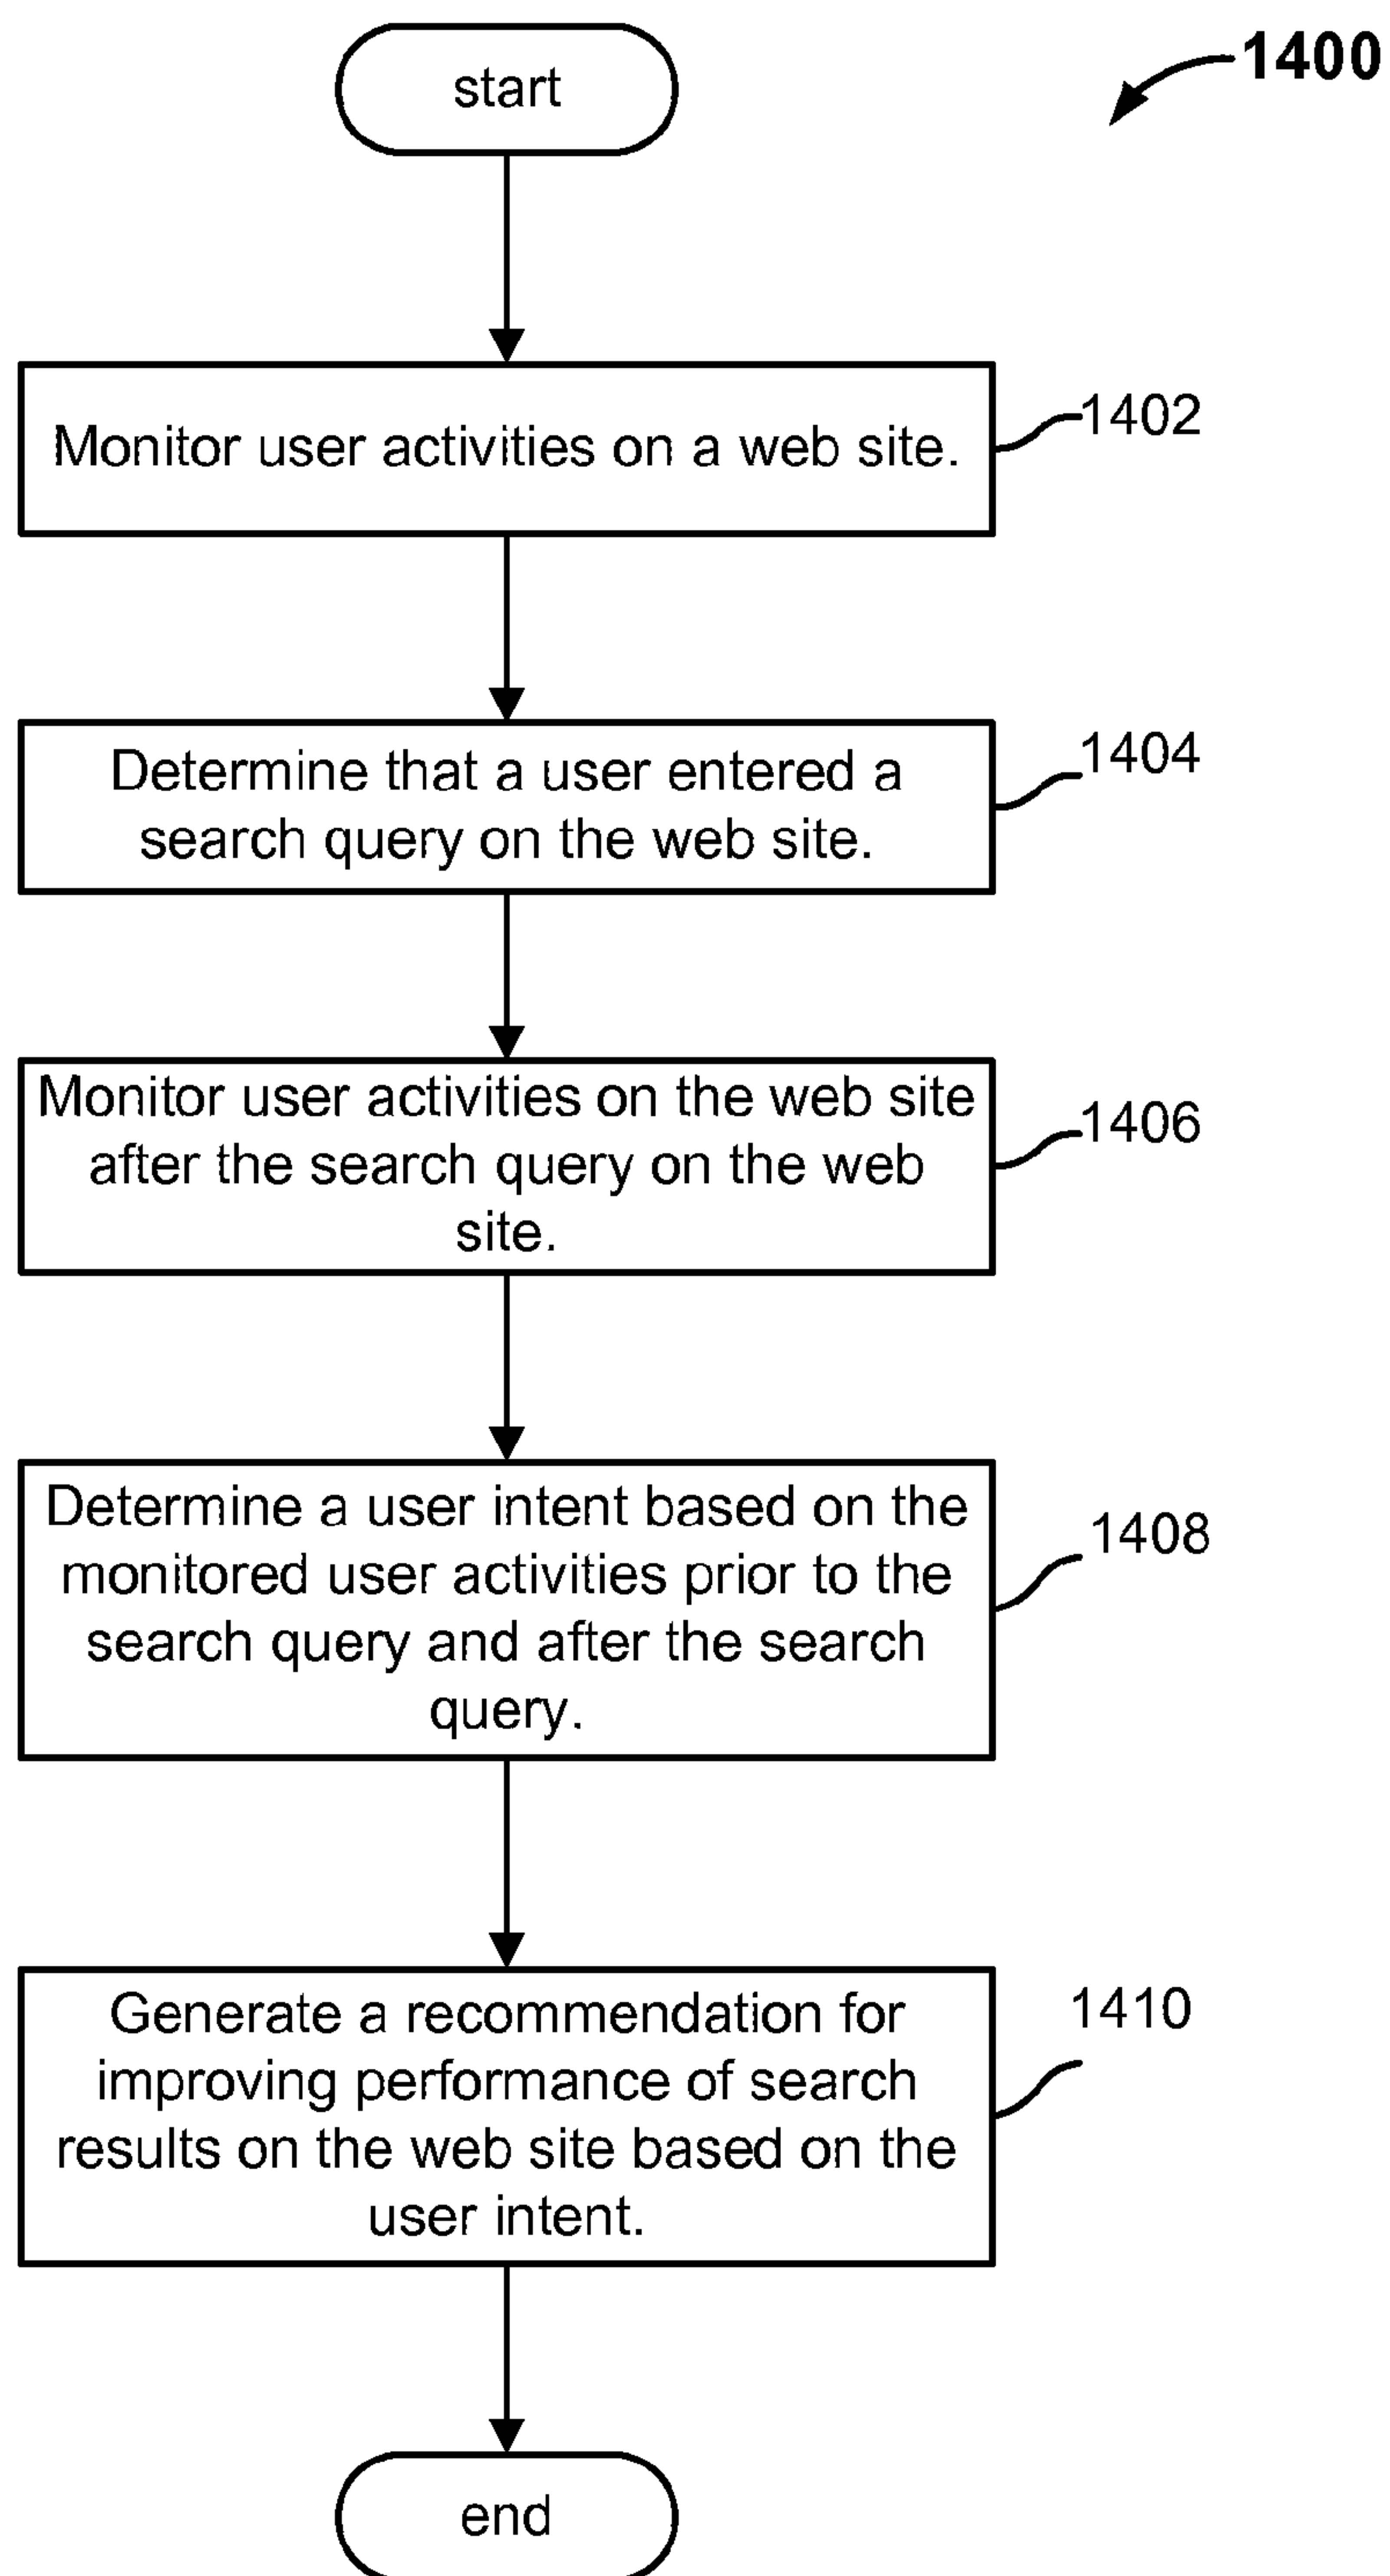 start
1400
Monitor user activities on a web site.
1402
Determine that a user entered a
search query on the web site.
1404
Monitor user activities on the web site
after the search query on the web
site.
1406
Determine a user intent based on the
monitored user activities prior to the
search query and after the search
query.
1408
Generate a recommendation for
improving performance of search
results on the web site based on the
user intent.
1410
end